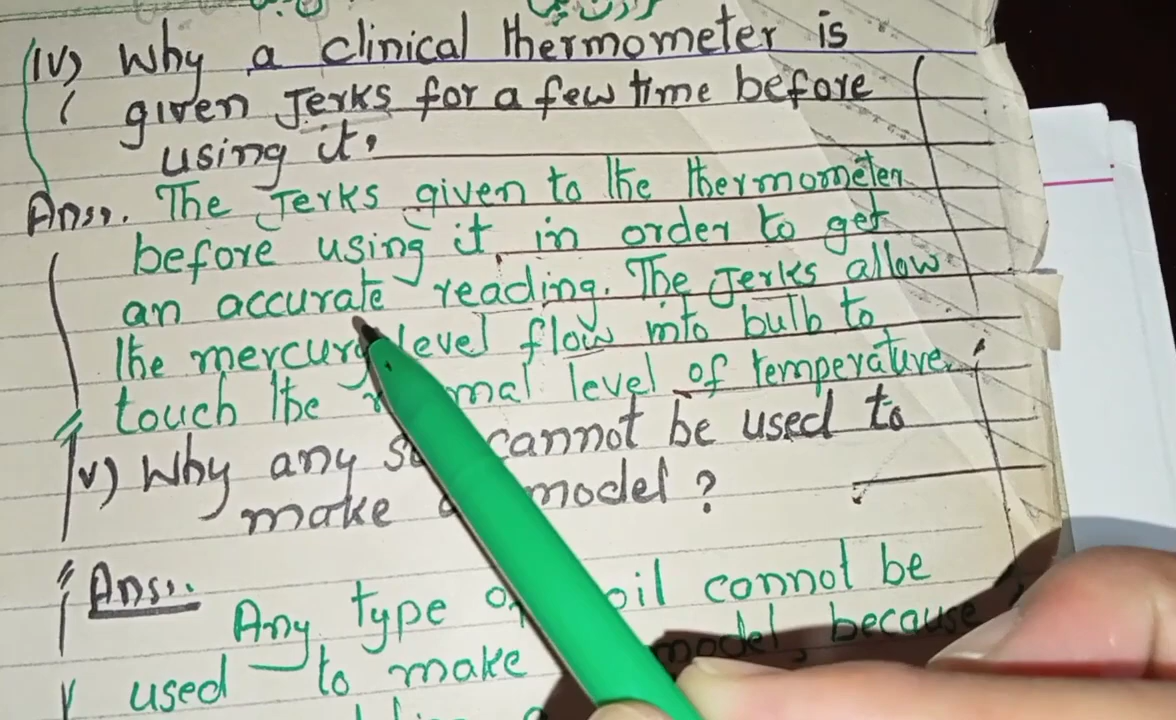 (iv) Why a clinical thermometer is
given Jerks for a few time before
using it.
Ans:. The Jerks given to the thermometer
before using it in order to get
an accurate reading. The Jerks allow
the mercury level flow into bulb to
touch the level of temperature.
(v) Why any cannot be used to
make model?
Ans:. Any type oil connot be
used to make model, because